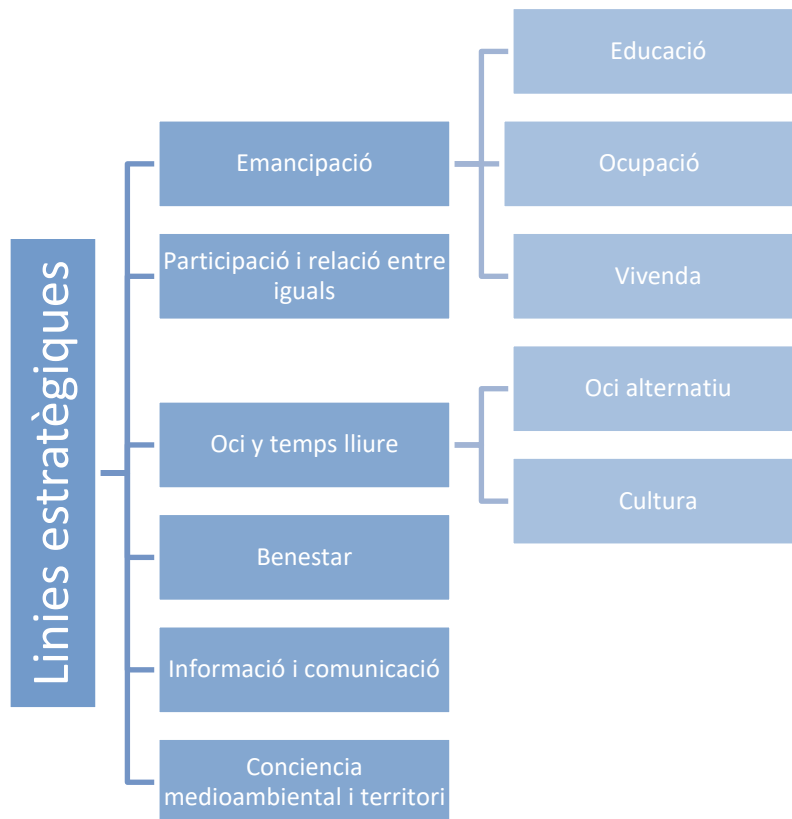 Linies estratègiques
Emancipació
Educació
Ocupació
Vivenda
Participació i relació entre
iguals
Oci y temps lliure
Oci alternatiu
Cultura
Benestar
Informació i comunicació
Conciencia
medioambiental i territori